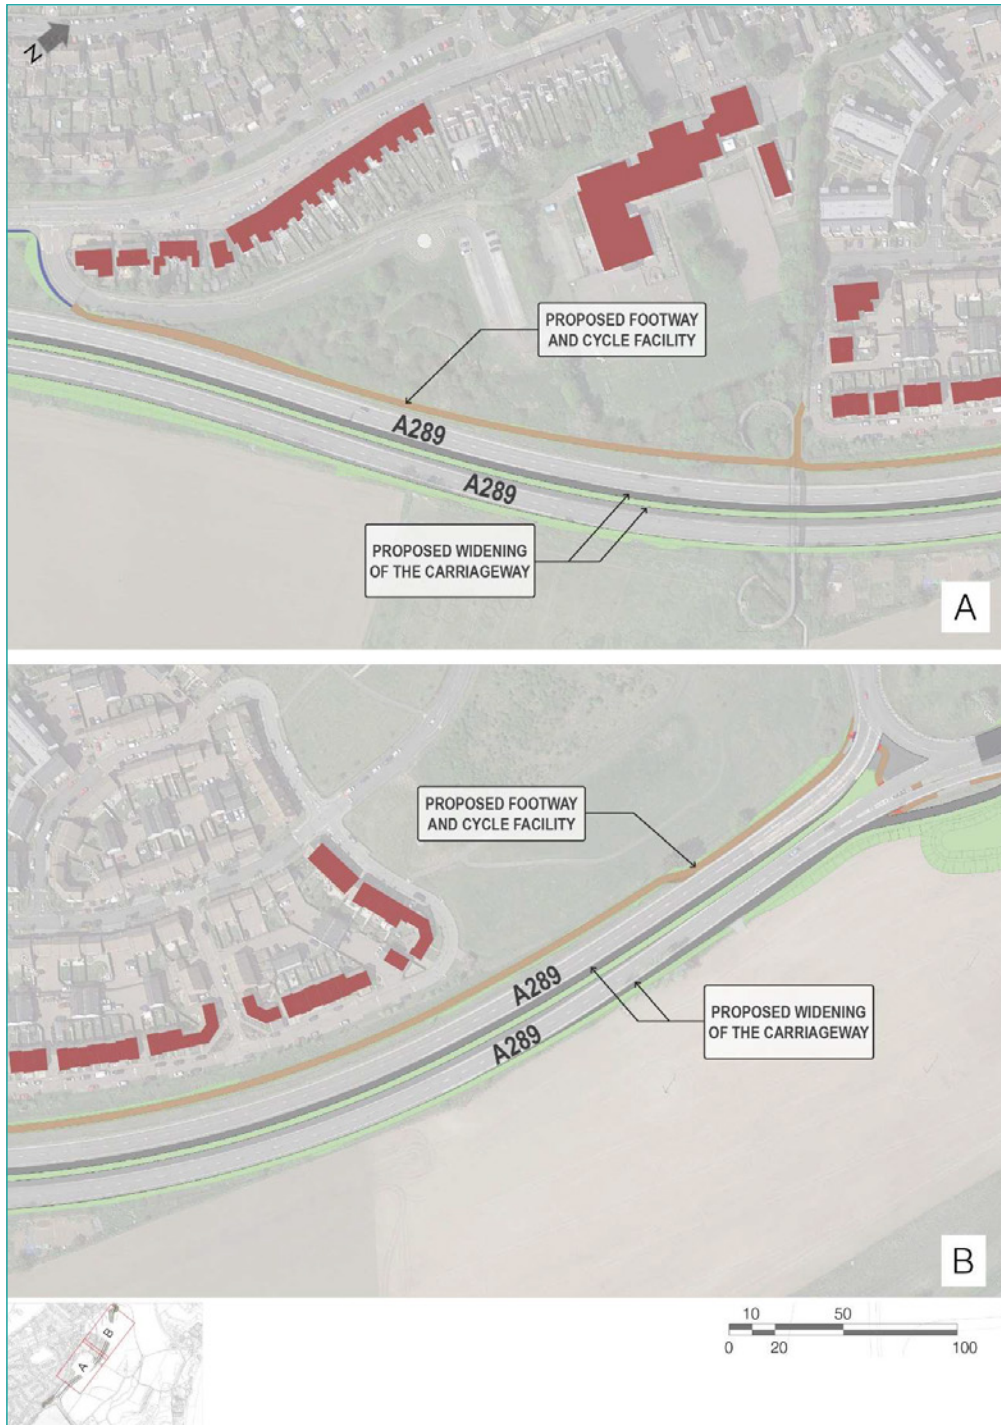 N
PROPOSED FOOTWAY
AND CYCLE FACILITY
A289
A289
PROPOSED WIDENING
OF THE CARRIAGEWAY
A
PROPOSED FOOTWAY
AND CYCLE FACILITY
A289
A289
PROPOSED WIDENING
OF THE CARRIAGEWAY
B
B
A
10 50
0 20 100